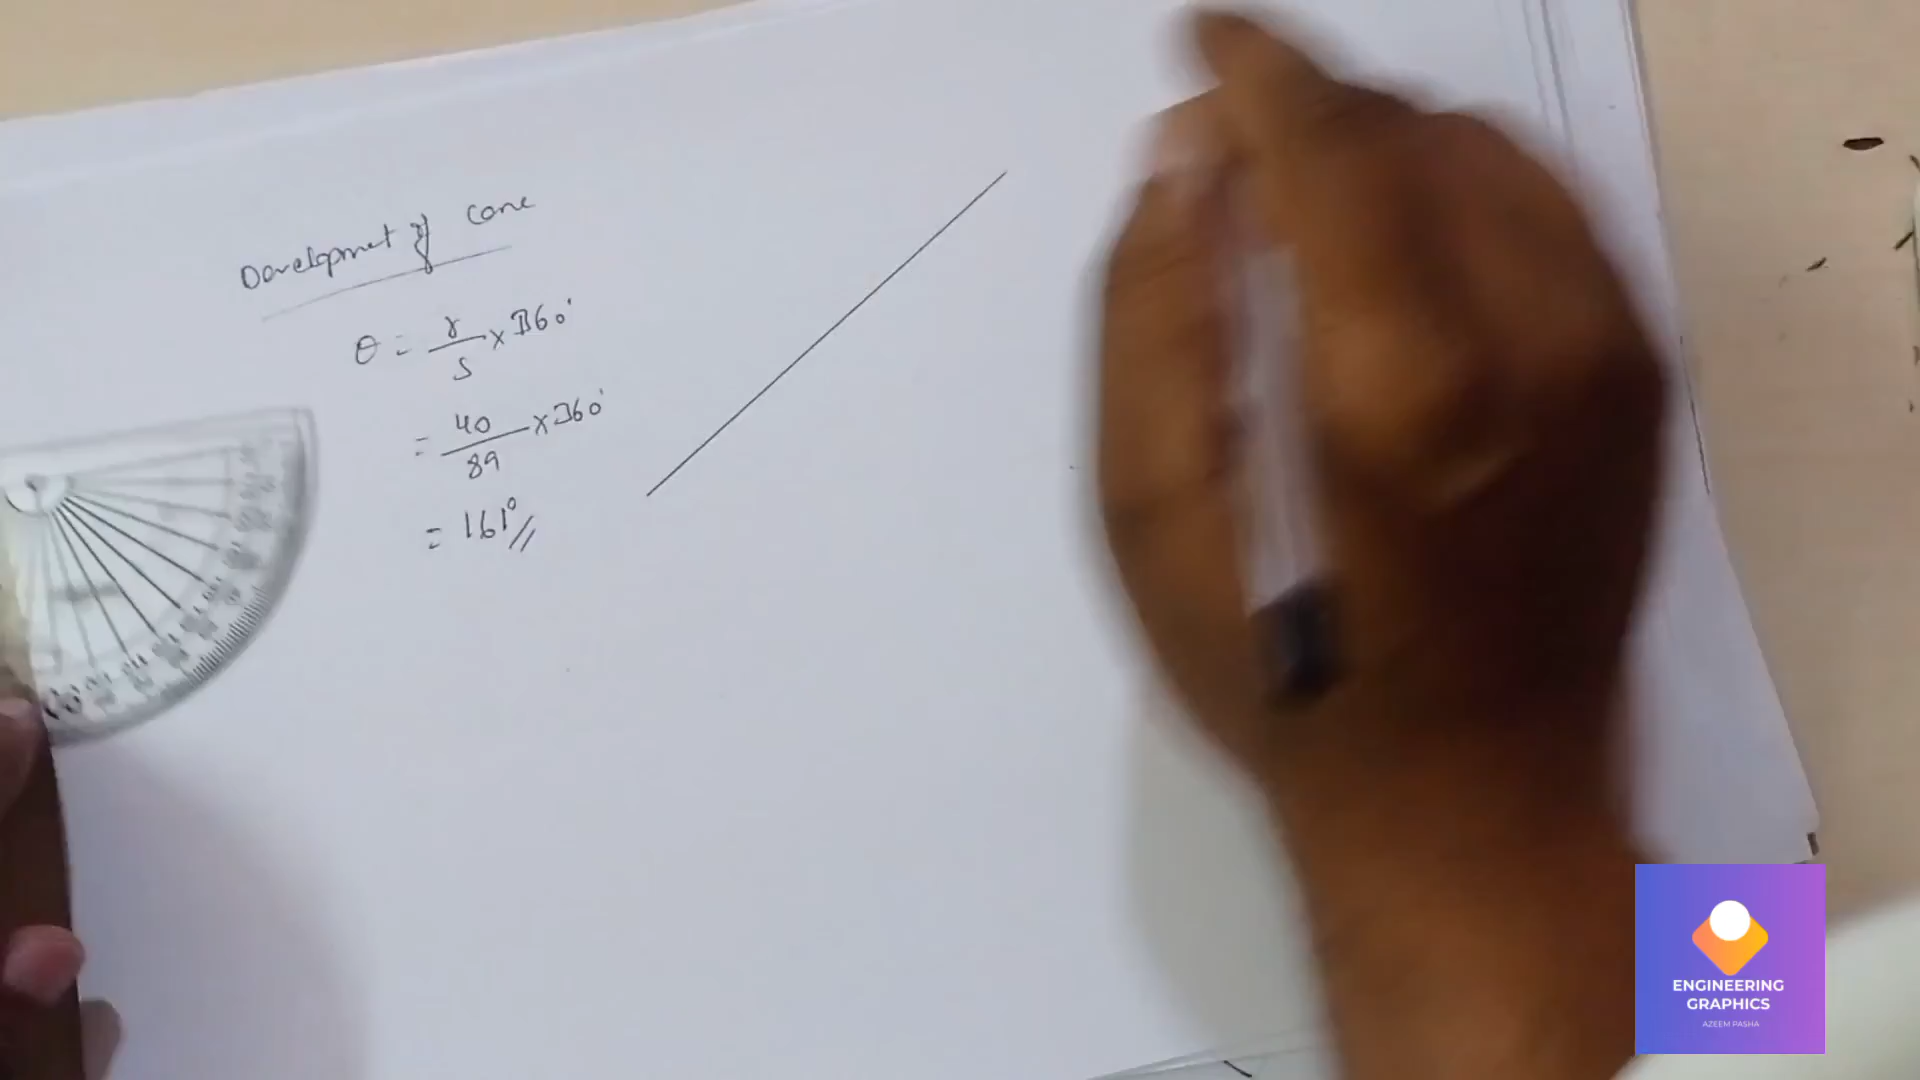 Development of Cone
θ = r/s × 360°
= 40/89 × 360°
= 161°//
ENGINEERING
GRAPHICS
AZEEM PASHA